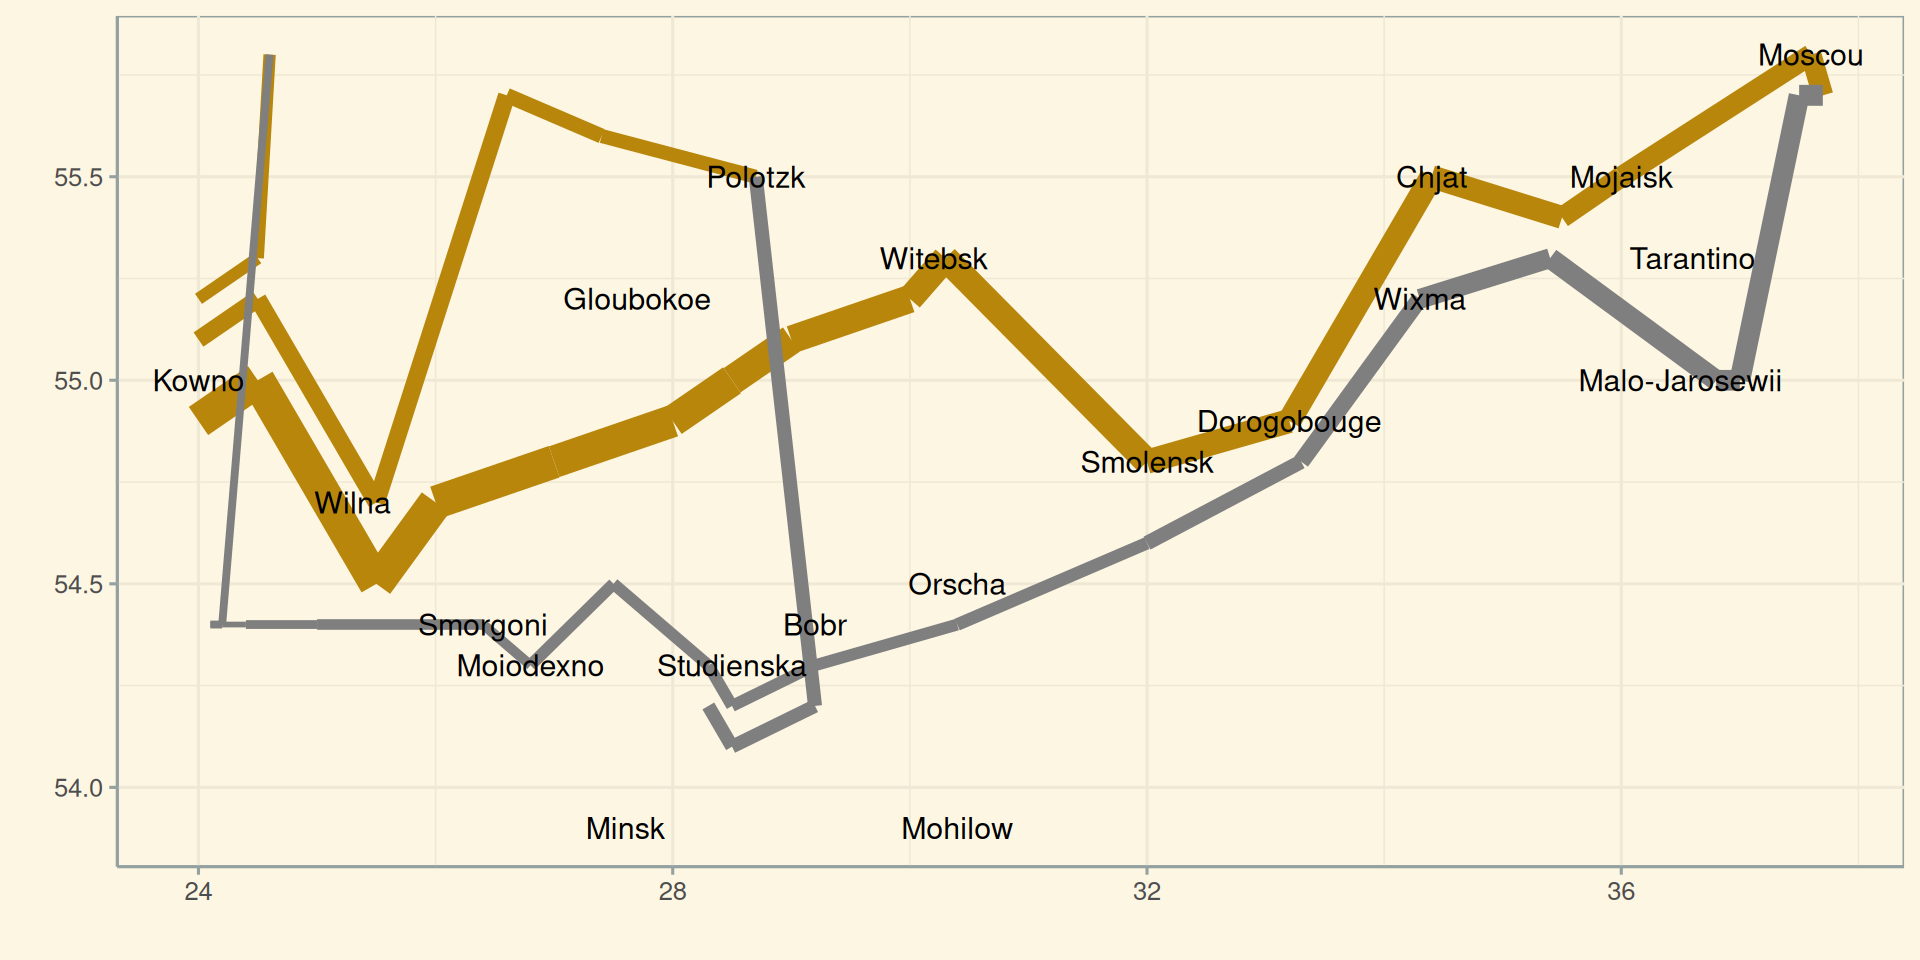 Moscou
55.5
Polotzk
Chjat
Mojaisk
Witebsk
Tarantino
Gloubokoe
Wixma
55.0
Kowno
Malo-Jarosewii
Dorogobouge
Smolensk
Wilna
54.5
Orscha
Smorgoni
Bobr
Moiodexno
Studienska
54.0
Minsk
Mohilow
24
28
32
36